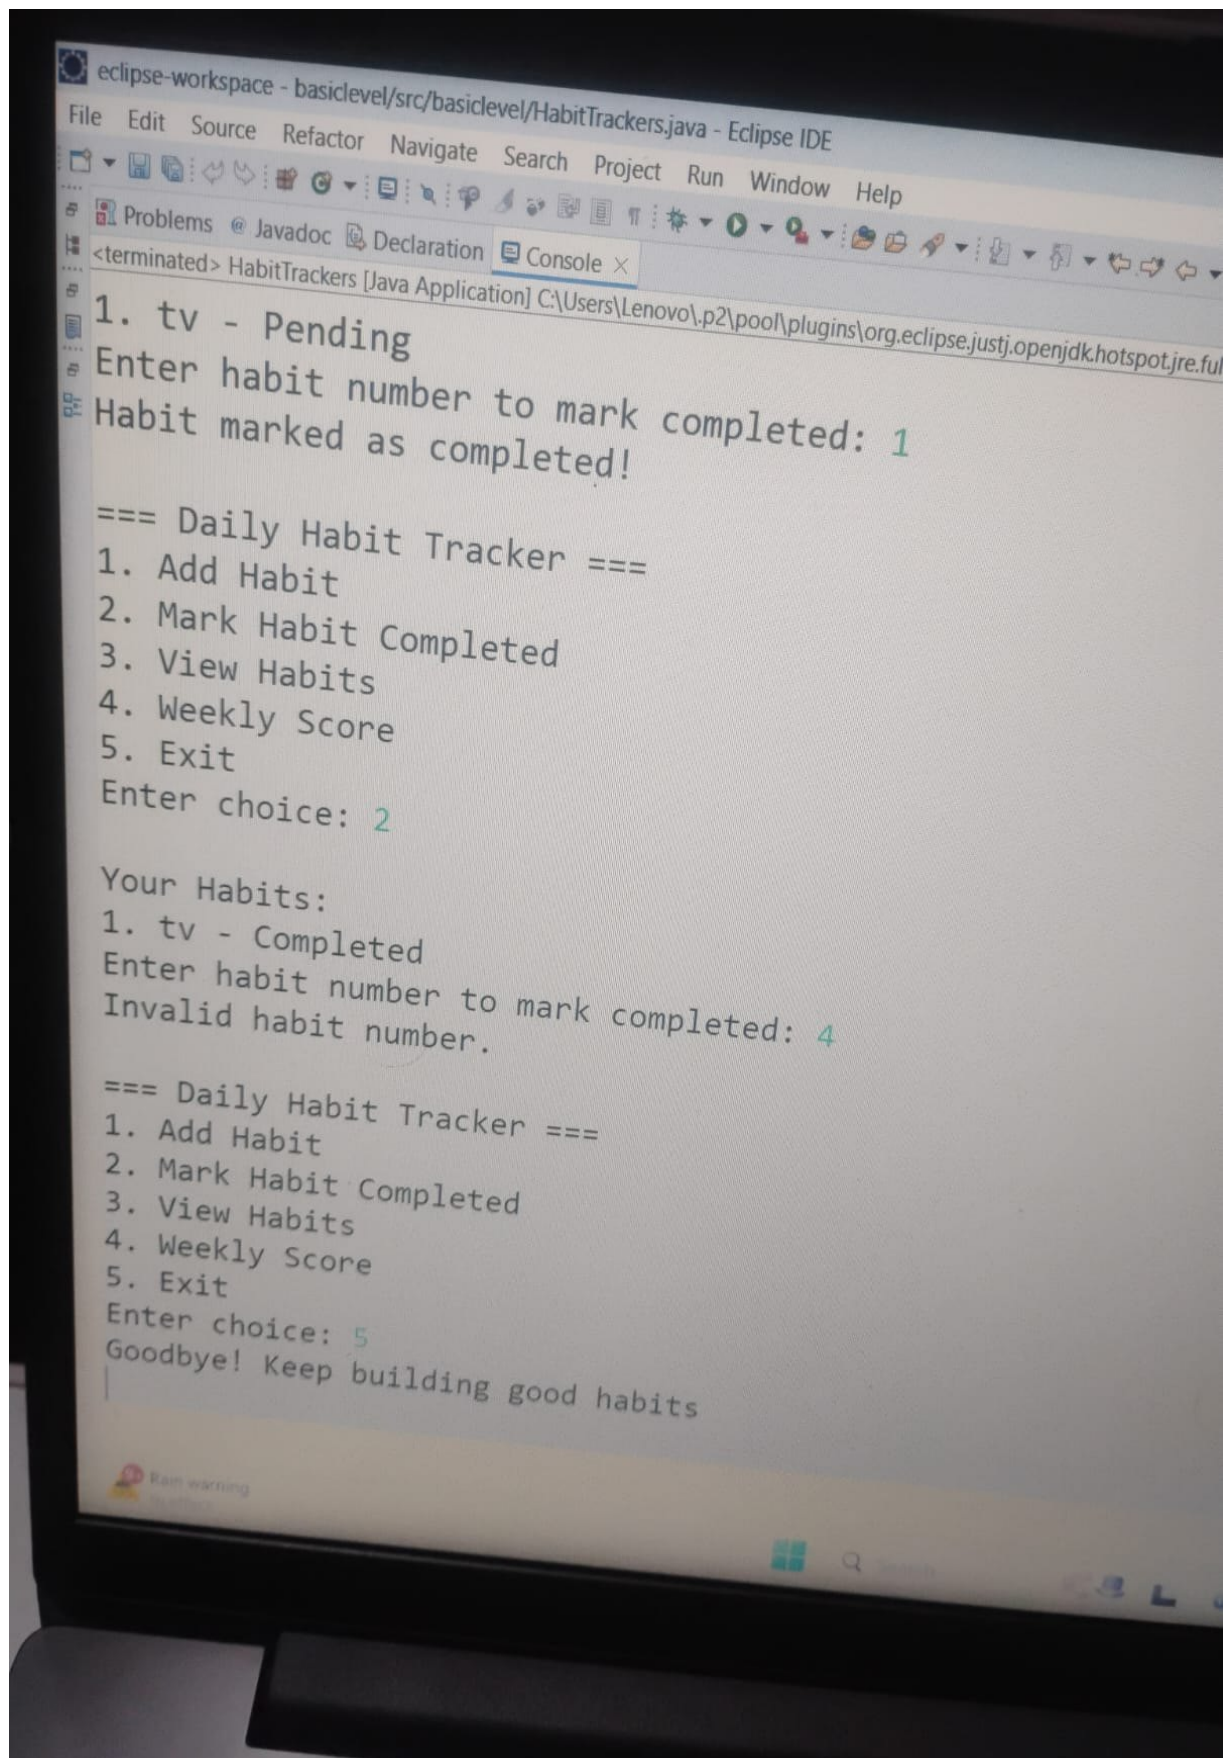 eclipse-workspace - basiclevel/src/basiclevel/HabitTrackers.java - Eclipse IDE
File Edit Source Refactor Navigate Search Project Run Window Help
Problems @ Javadoc Declaration Console
<terminated> HabitTrackers [Java Application] C:\Users\Lenovo\.p2\pool\plugins\org.eclipse.justj.openjdk.hotspot.jre.ful
1. tv - Pending
Enter habit number to mark completed: 1
Habit marked as completed!
=== Daily Habit Tracker ===
1. Add Habit
2. Mark Habit Completed
3. View Habits
4. Weekly Score
5. Exit
Enter choice: 2
Your Habits:
1. tv - Completed
Enter habit number to mark completed: 4
Invalid habit number.
=== Daily Habit Tracker ===
1. Add Habit
2. Mark Habit Completed
3. View Habits
4. Weekly Score
5. Exit
Enter choice: 5
Goodbye! Keep building good habits
Rain warning
Search